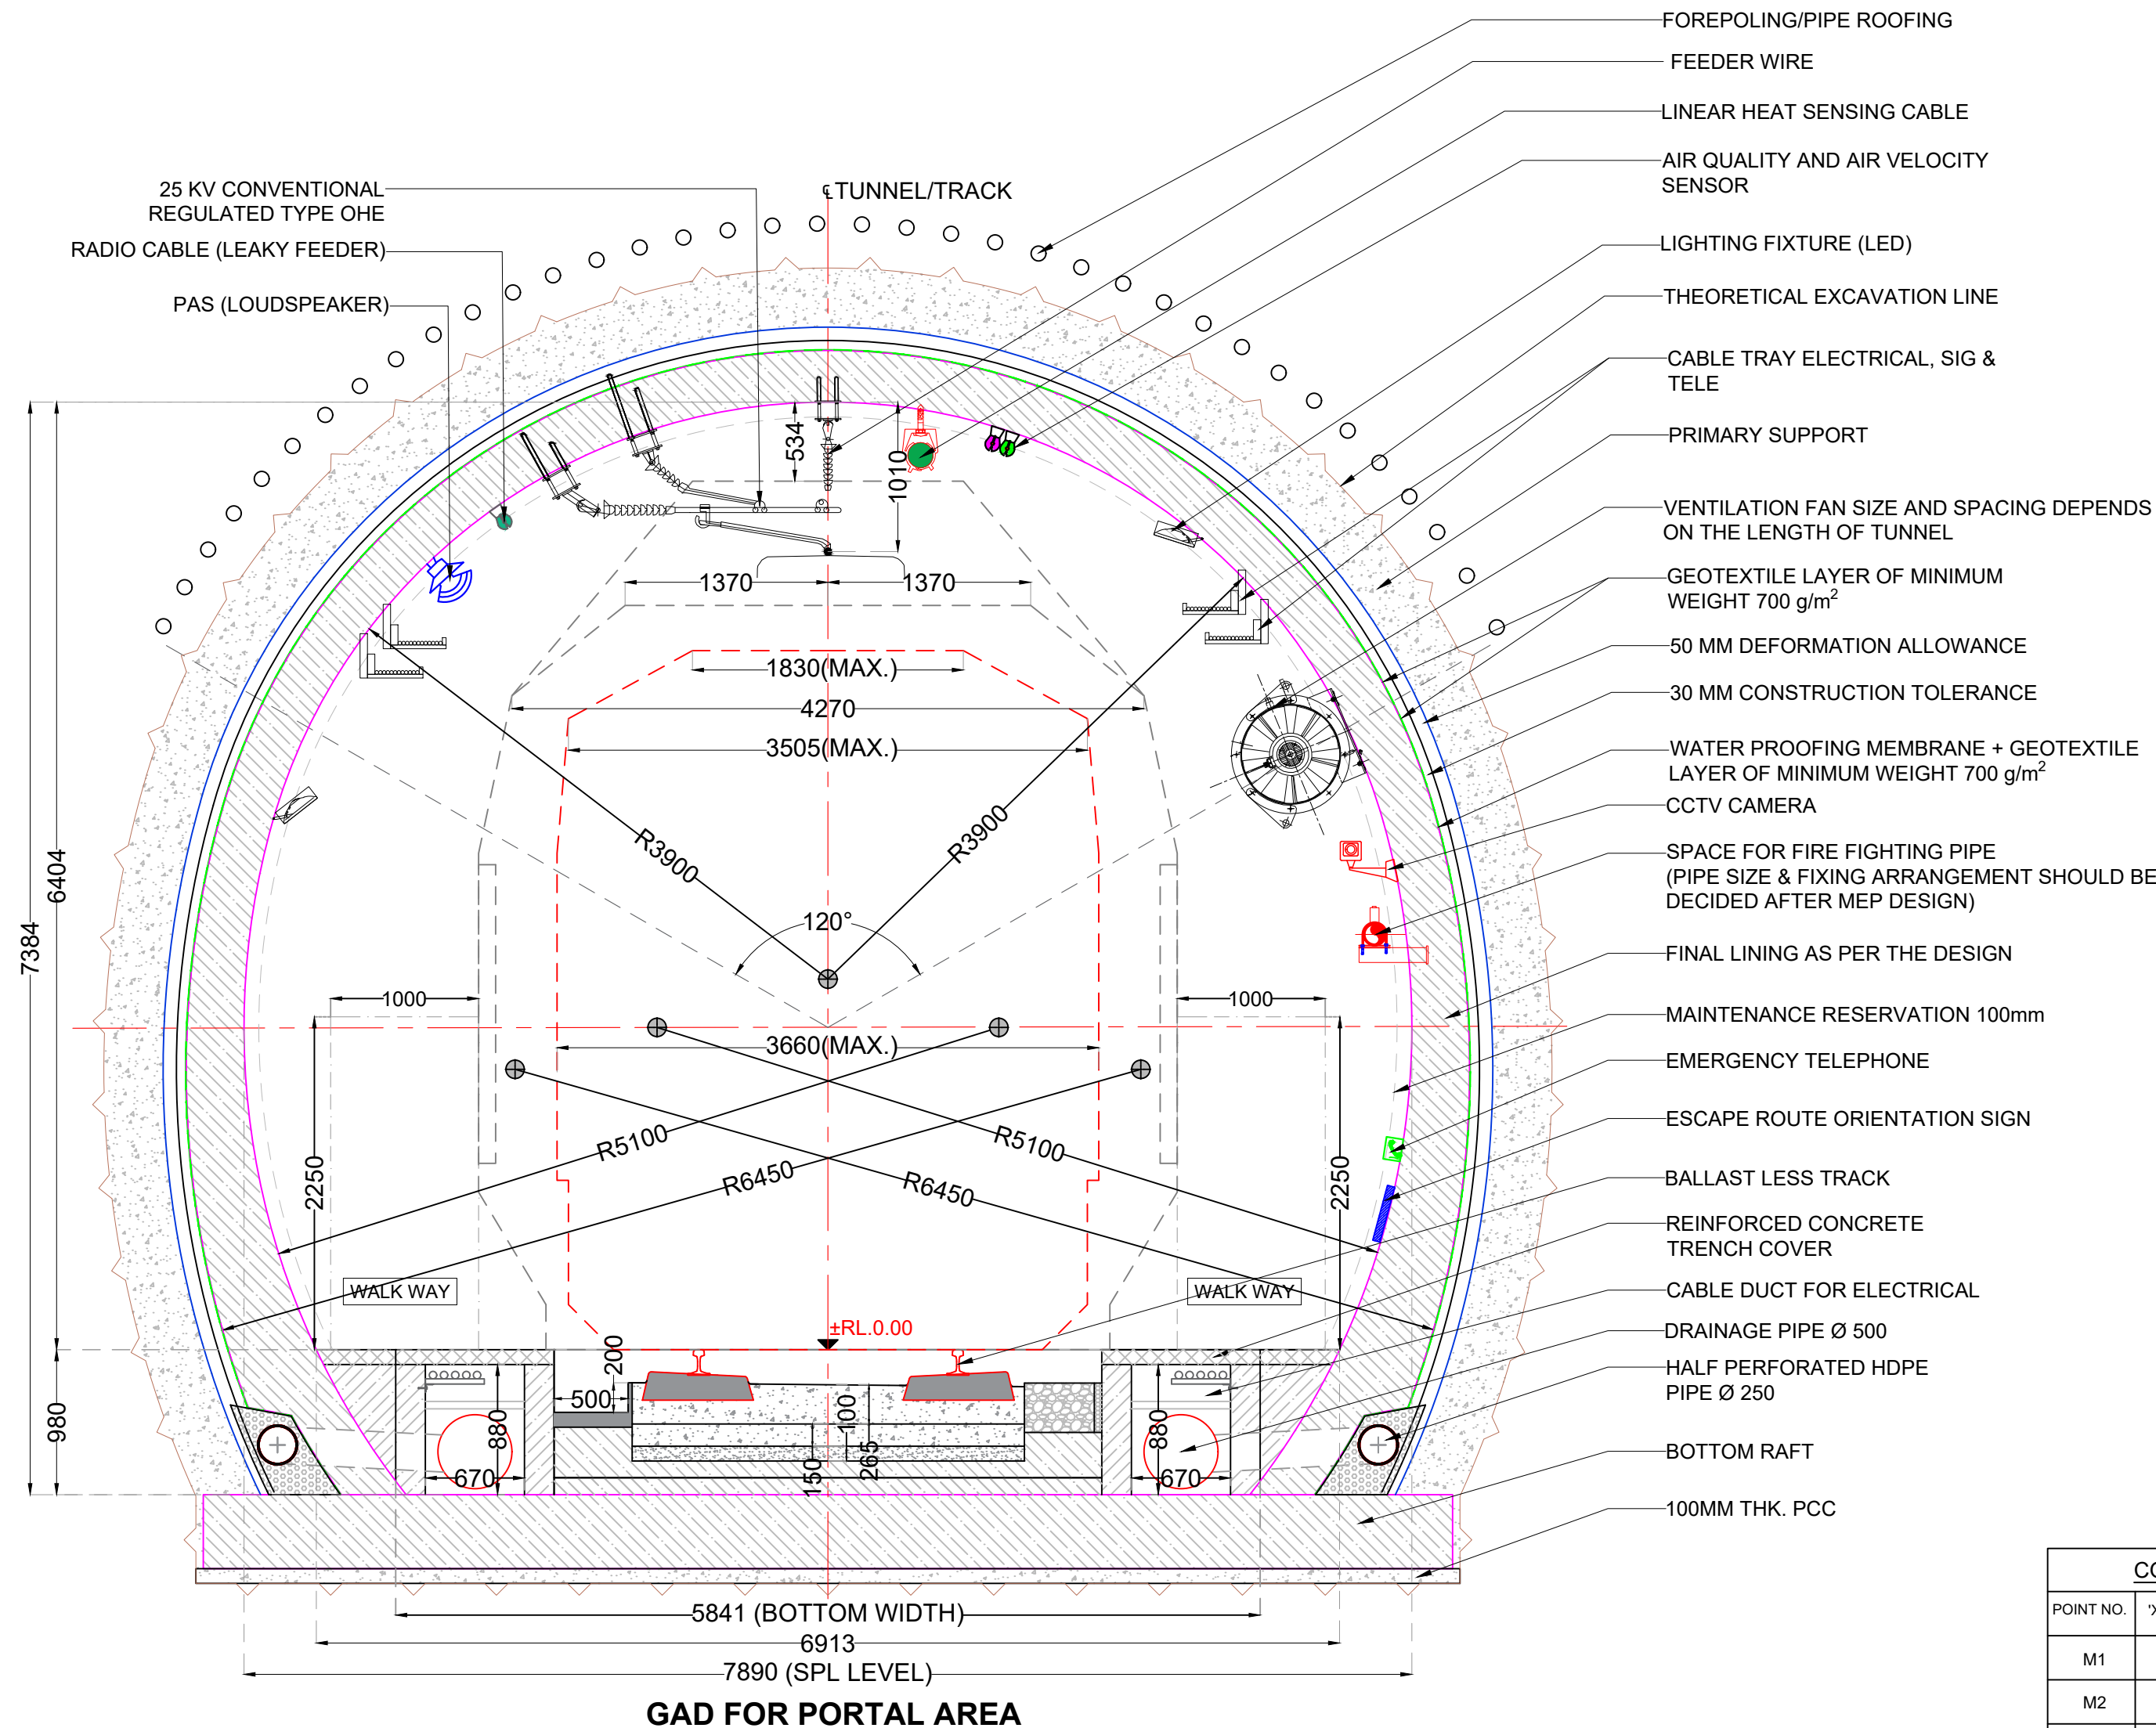 FOREPOLING/PIPE ROOFING
FEEDER WIRE
LINEAR HEAT SENSING CABLE
AIR QUALITY AND AIR VELOCITY
SENSOR
25 KV CONVENTIONAL
REGULATED TYPE OHE
℄ TUNNEL/TRACK
RADIO CABLE (LEAKY FEEDER)
PAS (LOUDSPEAKER)
LIGHTING FIXTURE (LED)
THEORETICAL EXCAVATION LINE
CABLE TRAY ELECTRICAL, SIG &
TELE
PRIMARY SUPPORT
VENTILATION FAN SIZE AND SPACING DEPENDS
ON THE LENGTH OF TUNNEL
GEOTEXTILE LAYER OF MINIMUM
WEIGHT 700 g/m²
50 MM DEFORMATION ALLOWANCE
30 MM CONSTRUCTION TOLERANCE
WATER PROOFING MEMBRANE + GEOTEXTILE
LAYER OF MINIMUM WEIGHT 700 g/m²
CCTV CAMERA
SPACE FOR FIRE FIGHTING PIPE
(PIPE SIZE & FIXING ARRANGEMENT SHOULD BE
DECIDED AFTER MEP DESIGN)
FINAL LINING AS PER THE DESIGN
MAINTENANCE RESERVATION 100mm
EMERGENCY TELEPHONE
ESCAPE ROUTE ORIENTATION SIGN
BALLAST LESS TRACK
REINFORCED CONCRETE
TRENCH COVER
CABLE DUCT FOR ELECTRICAL
DRAINAGE PIPE Ø 500
HALF PERFORATED HDPE
PIPE Ø 250
BOTTOM RAFT
100MM THK. PCC
534
1010
1370
1370
1830(MAX.)
4270
3505(MAX.)
R3900
R3900
120°
7384
6404
980
1000
1000
3660(MAX.)
R5100
R5100
R6450
R6450
2250
2250
WALK WAY
WALK WAY
±RL.0.00
200
500
880
670
150
100
265
880
670
5841 (BOTTOM WIDTH)
6913
7890 (SPL LEVEL)
GAD FOR PORTAL AREA
POINT NO.
M1
M2